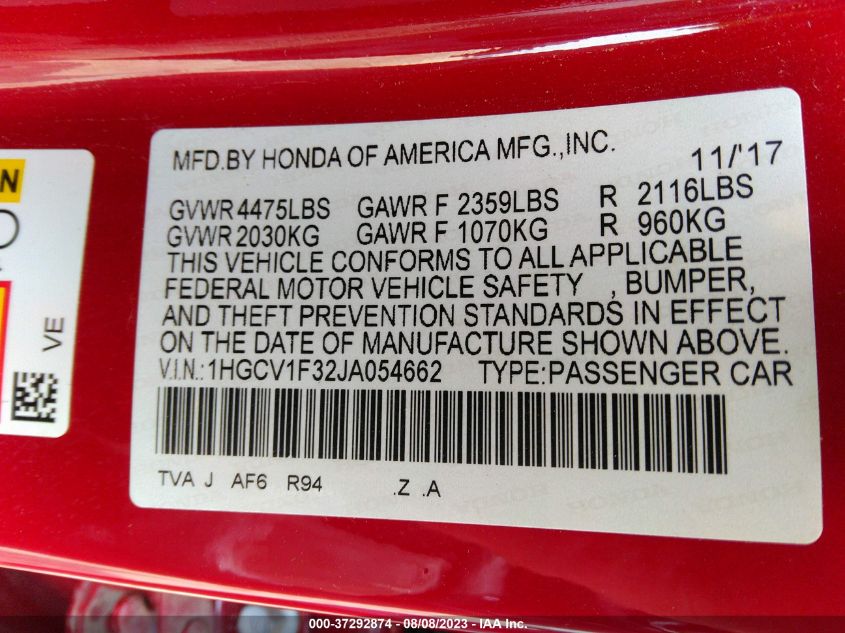 MFD.BY HONDA OF AMERICA MFG.,INC. 11/'17
GVWR 4475LBS GAWR F 2359LBS R 2116LBS
GVWR 2030KG GAWR F 1070KG R 960KG
THIS VEHICLE CONFORMS TO ALL APPLICABLE
FEDERAL MOTOR VEHICLE SAFETY , BUMPER,
AND THEFT PREVENTION STANDARDS IN EFFECT
ON THE DATE OF MANUFACTURE SHOWN ABOVE.
V.I.N.:1HGCV1F32JA054662 TYPE:PASSENGER CAR
TVA J AF6 R94 .Z .A
VE
000-37292874 - 08/08/2023 - IAA Inc.